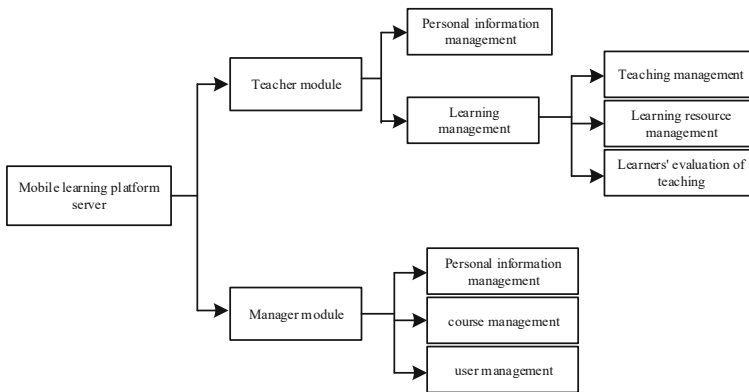 Personal information
management
Teacher module
Learning
management
Teaching management
Learning resource
management
Learners' evaluation of
teaching
Mobile learning platform
server
Personal information
management
Manager module
course management
user management